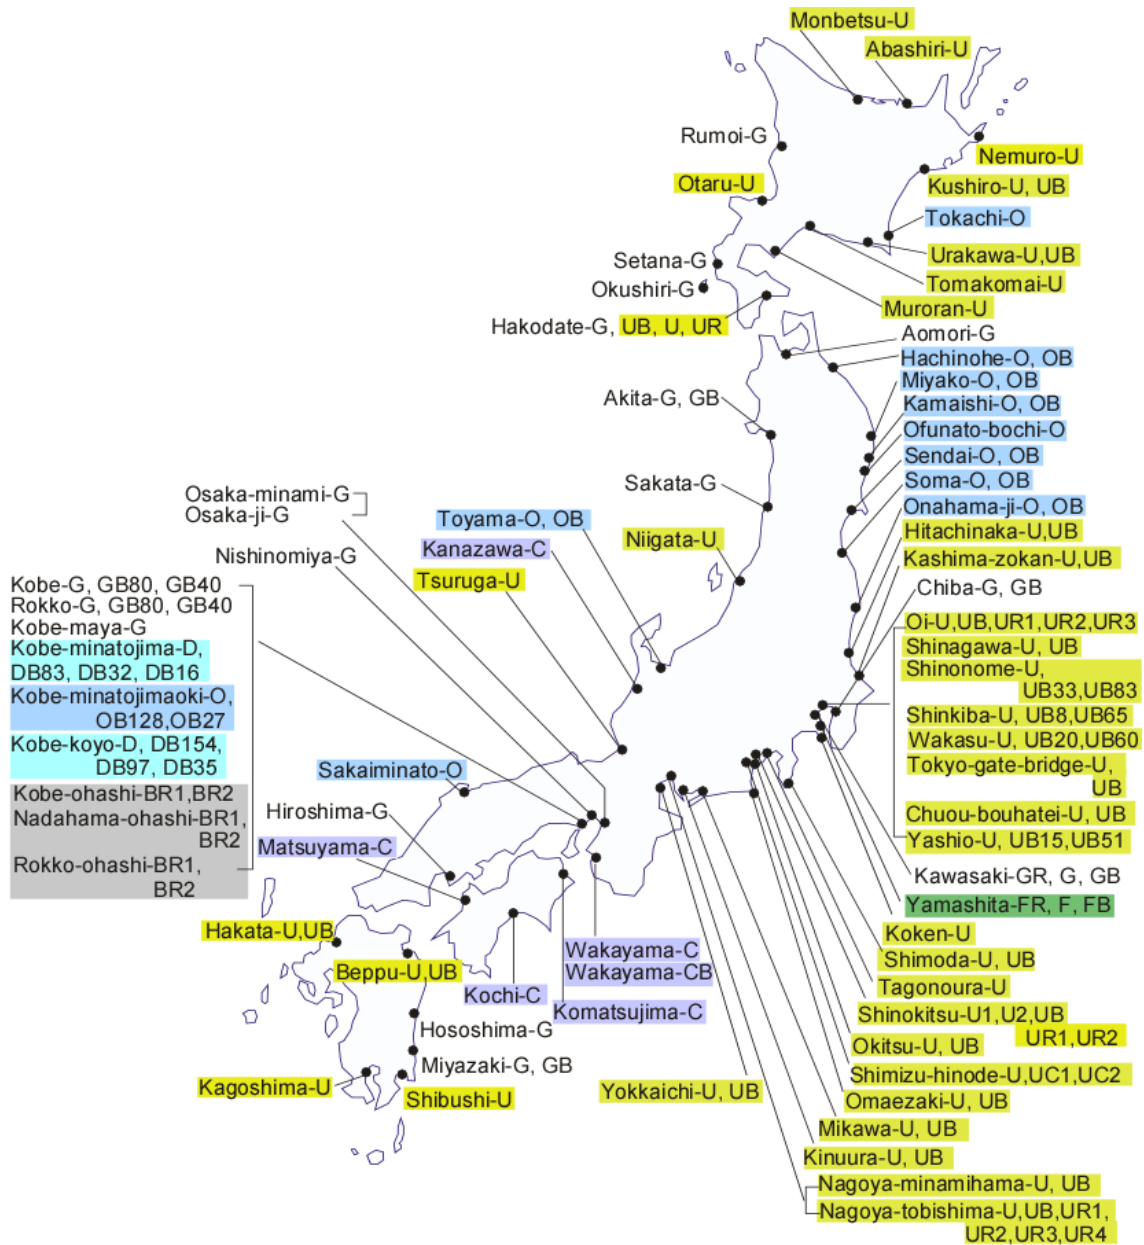 Monbetsu-U
Abashiri-U
Rumoi-G
Nemuro-U
Otaru-U
Kushiro-U, UB
Tokachi-O
Urakawa-U,UB
Setana-G
Tomakomai-U
Okushiri-G
Muroran-U
Hakodate-G, UB, U, UR
Aomori-G
Hachinohe-O, OB
Miyako-O, OB
Akita-G, GB
Kamaishi-O, OB
Ofunato-bochi-O
Sendai-O, OB
Sakata-G
Soma-O, OB
Osaka-minami-G
Osaka-ji-G
Onahama-ji-O, OB
Toyama-O, OB
Hitachinaka-U,UB
Niigata-U
Kanazawa-C
Nishinomiya-G
Kashima-zokan-U,UB
Tsuruga-U
Chiba-G, GB
Kobe-G, GB80, GB40
Rokko-G, GB80, GB40
Kobe-maya-G
Kobe-minatojima-D,
DB83, DB32, DB16
Kobe-minatojimaoki-O,
OB128,OB27
Kobe-koyo-D, DB154,
DB97, DB35
Kobe-ohashi-BR1,BR2
Nadahama-ohashi-BR1,
BR2
Rokko-ohashi-BR1,
BR2
Oi-U,UB,UR1,UR2,UR3
Shinagawa-U, UB
Shinonome-U,
UB33,UB83
Shinkiba-U, UB8,UB65
Wakasu-U, UB20,UB60
Tokyo-gate-bridge-U,
UB
Chuou-bouhatei-U, UB
Yashio-U, UB15,UB51
Sakaiminato-O
Hiroshima-G
Matsuyama-C
Kawasaki-GR, G, GB
Yamashita-FR, F, FB
Hakata-U,UB
Koken-U
Wakayama-C
Wakayama-CB
Shimoda-U, UB
Beppu-U,UB
Tagonoura-U
Kochi-C
Komatsujima-C
Shinokitsu-U1,U2,UB
UR1,UR2
Hososhima-G
Okitsu-U, UB
Miyazaki-G, GB
Shimizu-hinode-U,UC1,UC2
Kagoshima-U
Shibushi-U
Yokkaichi-U, UB
Omaezaki-U, UB
Mikawa-U, UB
Kinuura-U, UB
Nagoya-minamihama-U, UB
Nagoya-tobishima-U,UB,UR1,
UR2,UR3,UR4